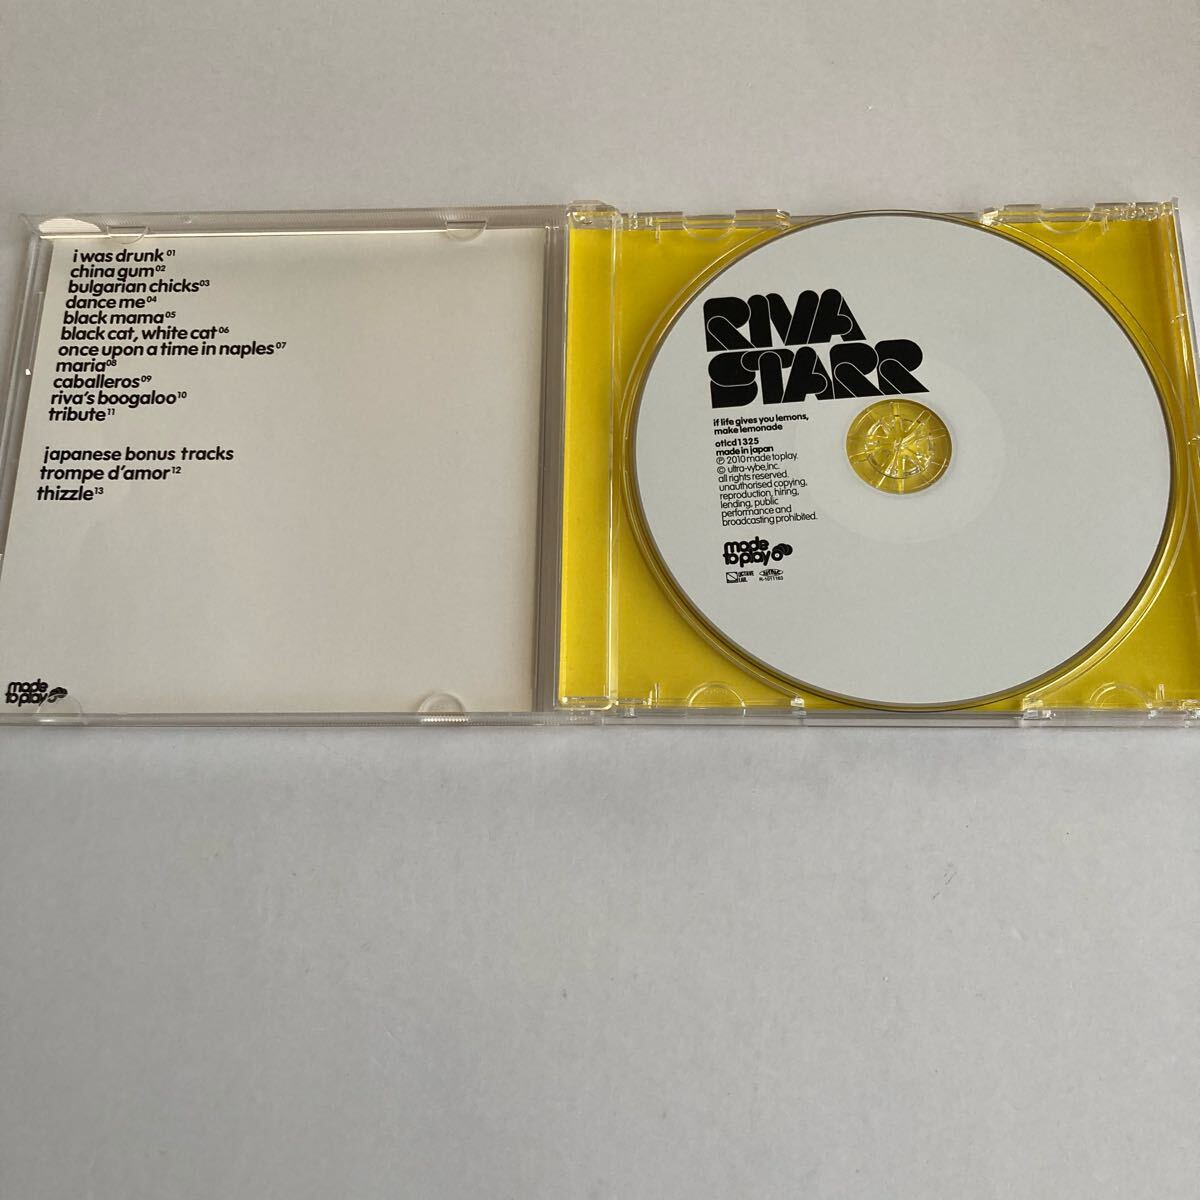 i was drunk 01
china gum 02
bulgarian chicks 03
dance me 04
black mama 05
black cat, white cat 06
once upon a time in naples 07
maria 08
caballeros 09
riva's boogaloo 10
tribute 11
japanese bonus tracks
trompe d'amor 12
thizzle 13
made
to play
RIVA
STARR
if life gives you lemons,
make lemonade
otlcd1325
made in japan
℗ 2010 made to play.
© ultra-vybe,inc.
all rights reserved.
unauthorised copying,
reproduction, hiring,
lending, public
performance and
broadcasting prohibited.
made
to play
OCTAVE
LAB.
R-1011163